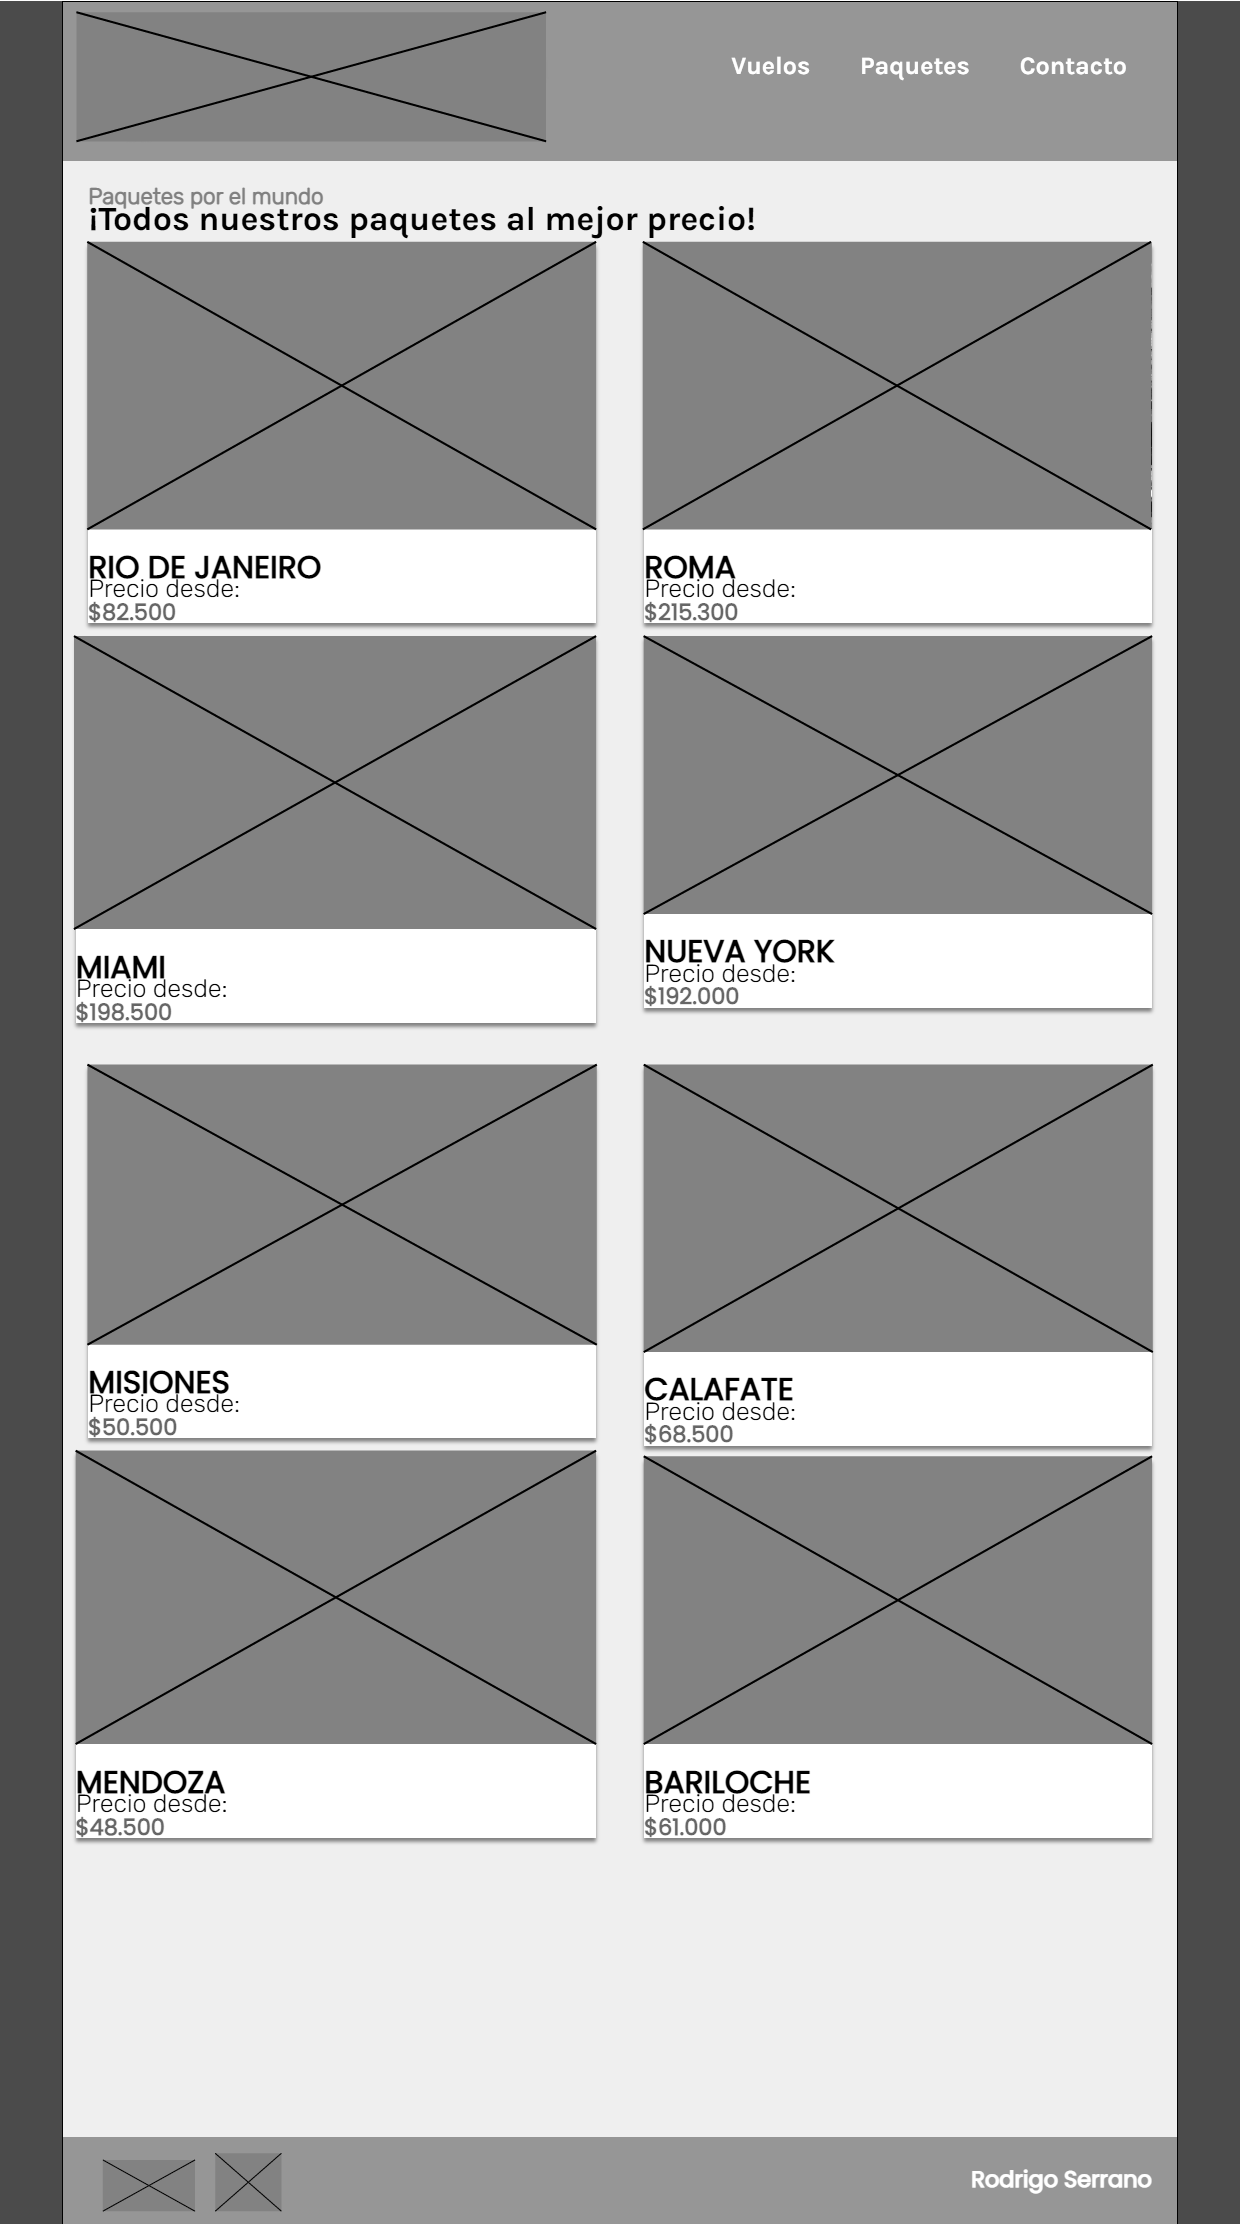 Vuelos Paquetes Contacto
Paquetes por el mundo
¡Todos nuestros paquetes al mejor precio!
RIO DE JANEIRO
Precio desde:
$82.500
ROMA
Precio desde:
$215.300
MIAMI
Precio desde:
$198.500
NUEVA YORK
Precio desde:
$192.000
MISIONES
Precio desde:
$50.500
CALAFATE
Precio desde:
$68.500
MENDOZA
Precio desde:
$48.500
BARILOCHE
Precio desde:
$61.000
Rodrigo Serrano